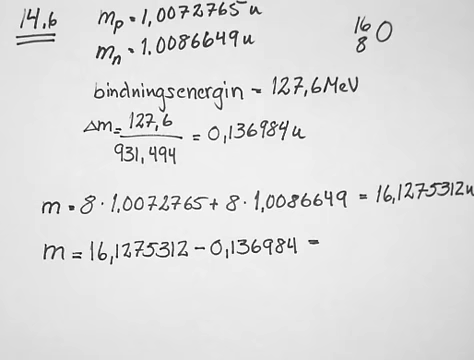 14.6 mp = 1,0072765 u
mn = 1.0086649 u
16 8 O
bindningsenergin = 127,6 MeV
Δm = 127,6 / 931,494 = 0,136984 u
m = 8 · 1,0072765 + 8 · 1,0086649 = 16,1275312 u
m = 16,1275312 - 0,136984 =